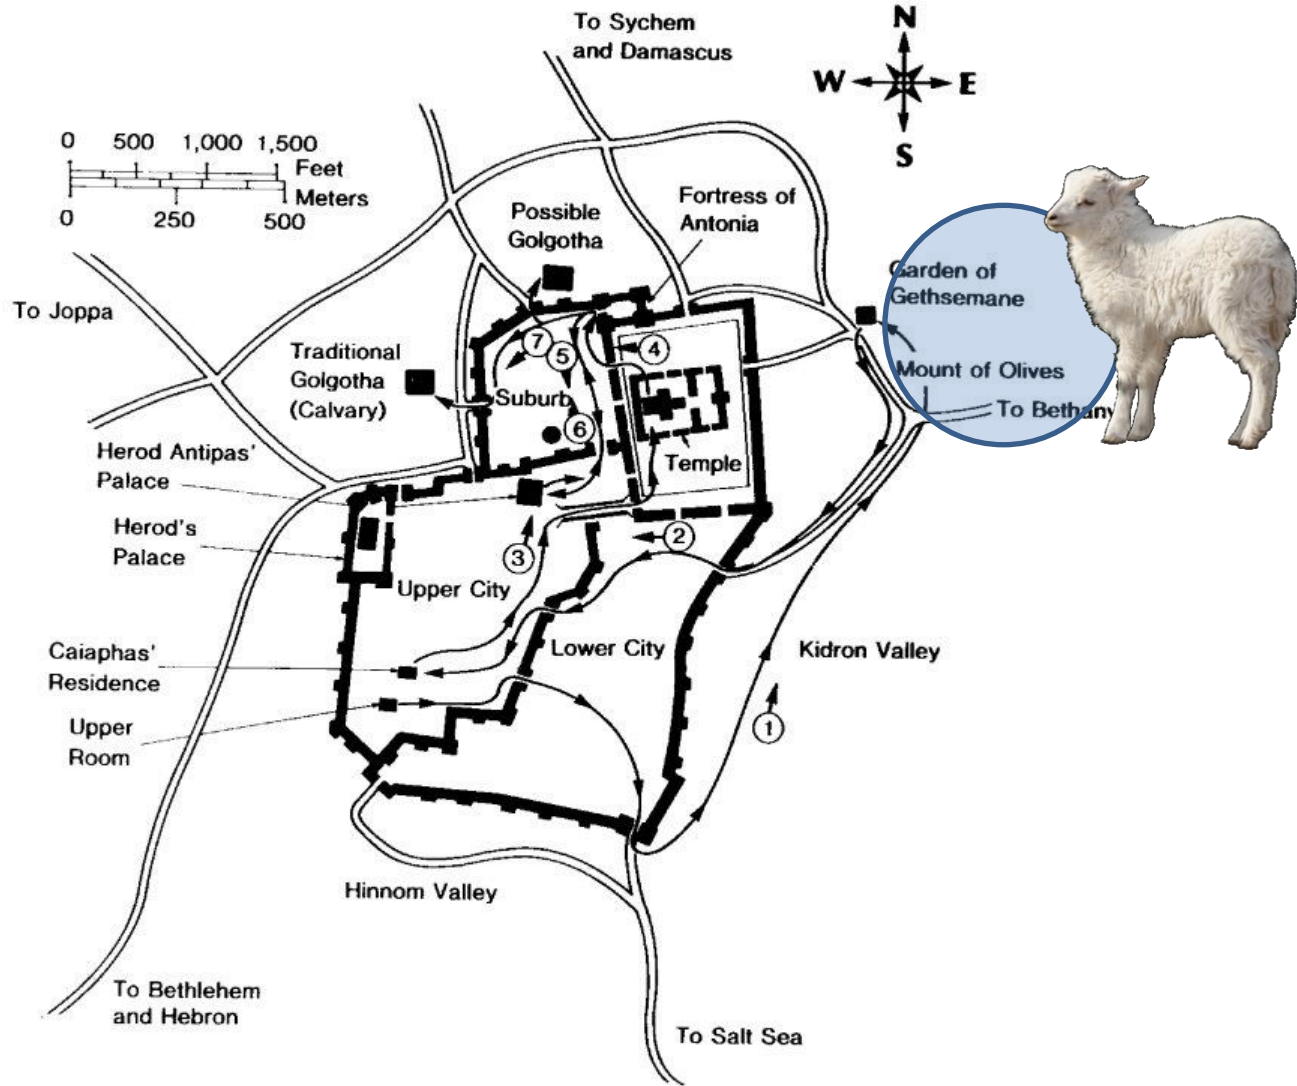 To Sychem
and Damascus
N
W E
S
0 500 1,000 1,500
Feet
Meters
0 250 500
Possible
Golgotha
Fortress of
Antonia
Garden of
Gethsemane
To Joppa
Traditional
Golgotha
(Calvary)
7
5
4
Mount of Olives
Suburb
To Bethany
6
Herod Antipas'
Palace
Temple
Herod's
Palace
2
3
Upper City
Caiaphas'
Residence
Lower City
Kidron Valley
Upper
Room
1
Hinnom Valley
To Bethlehem
and Hebron
To Salt Sea